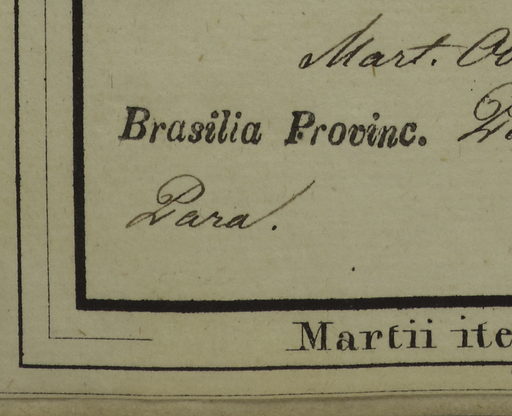 Mart.
Brasilia Provinc.
Para.
Martii ite